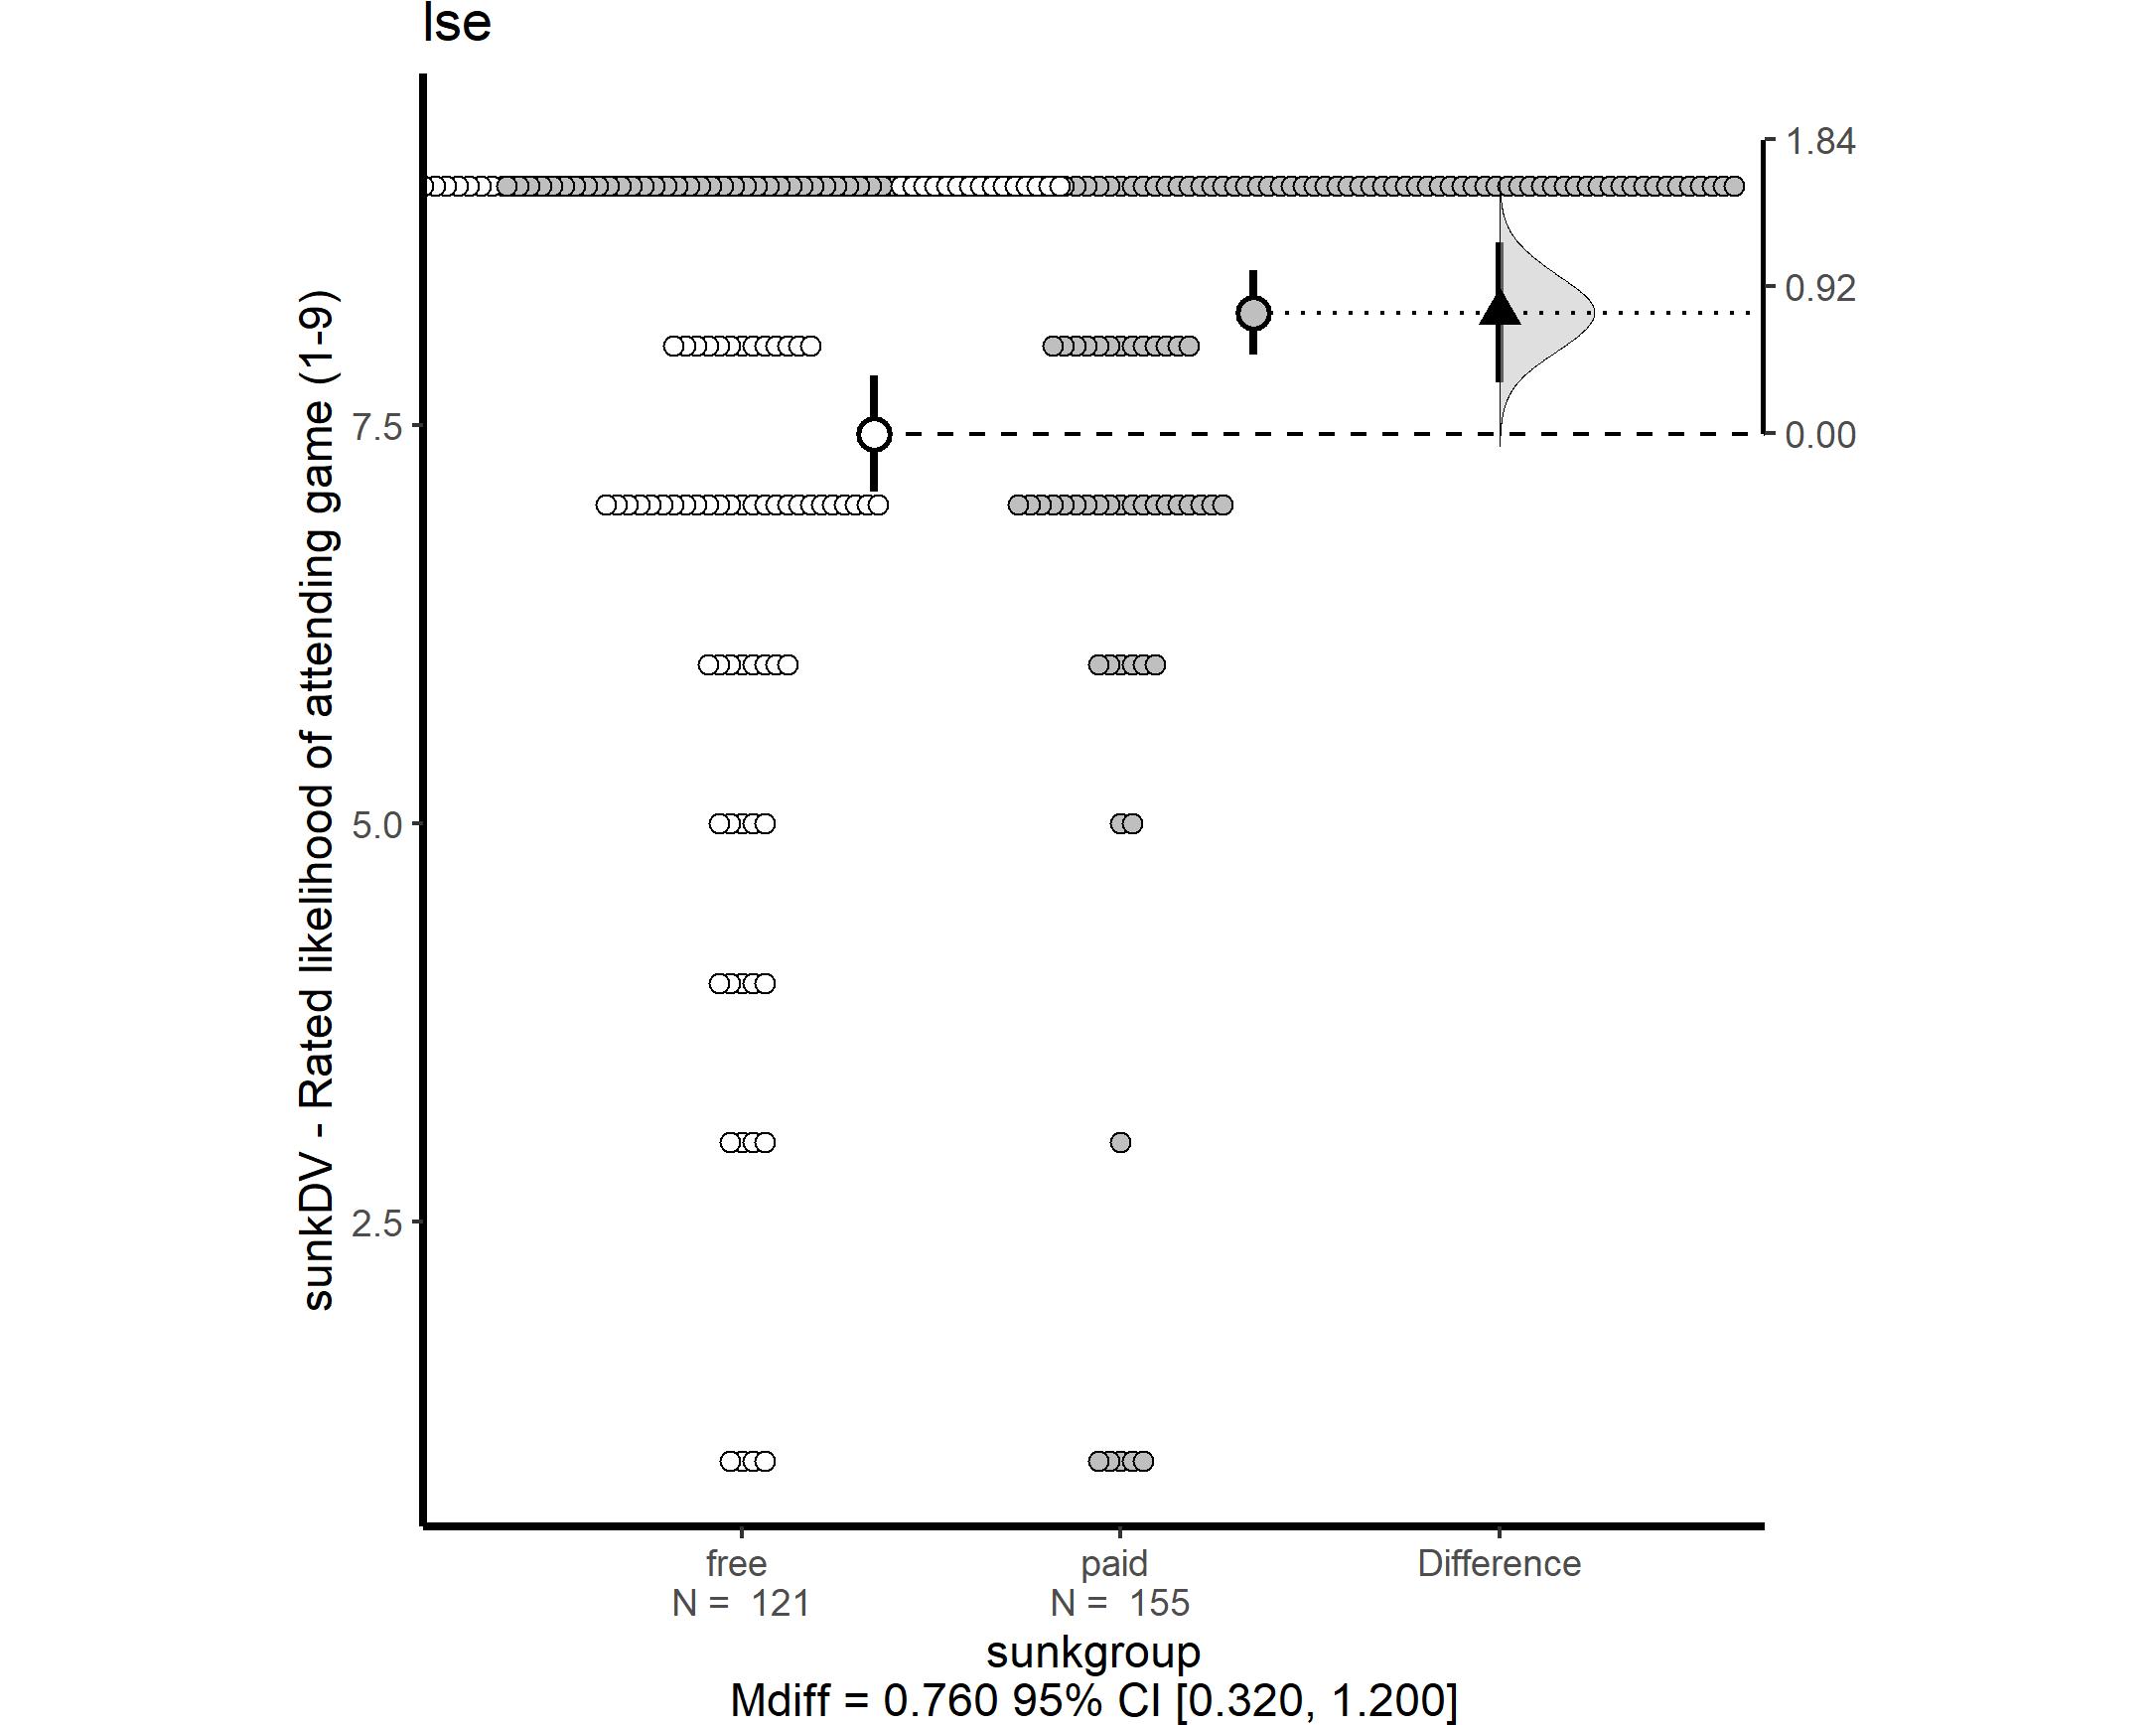 lse
sunkDV - Rated likelihood of attending game (1-9)
7.5
5.0
2.5
1.84
0.92
0.00
free
N = 121
paid
N = 155
Difference
sunkgroup
Mdiff = 0.760 95% CI [0.320, 1.200]